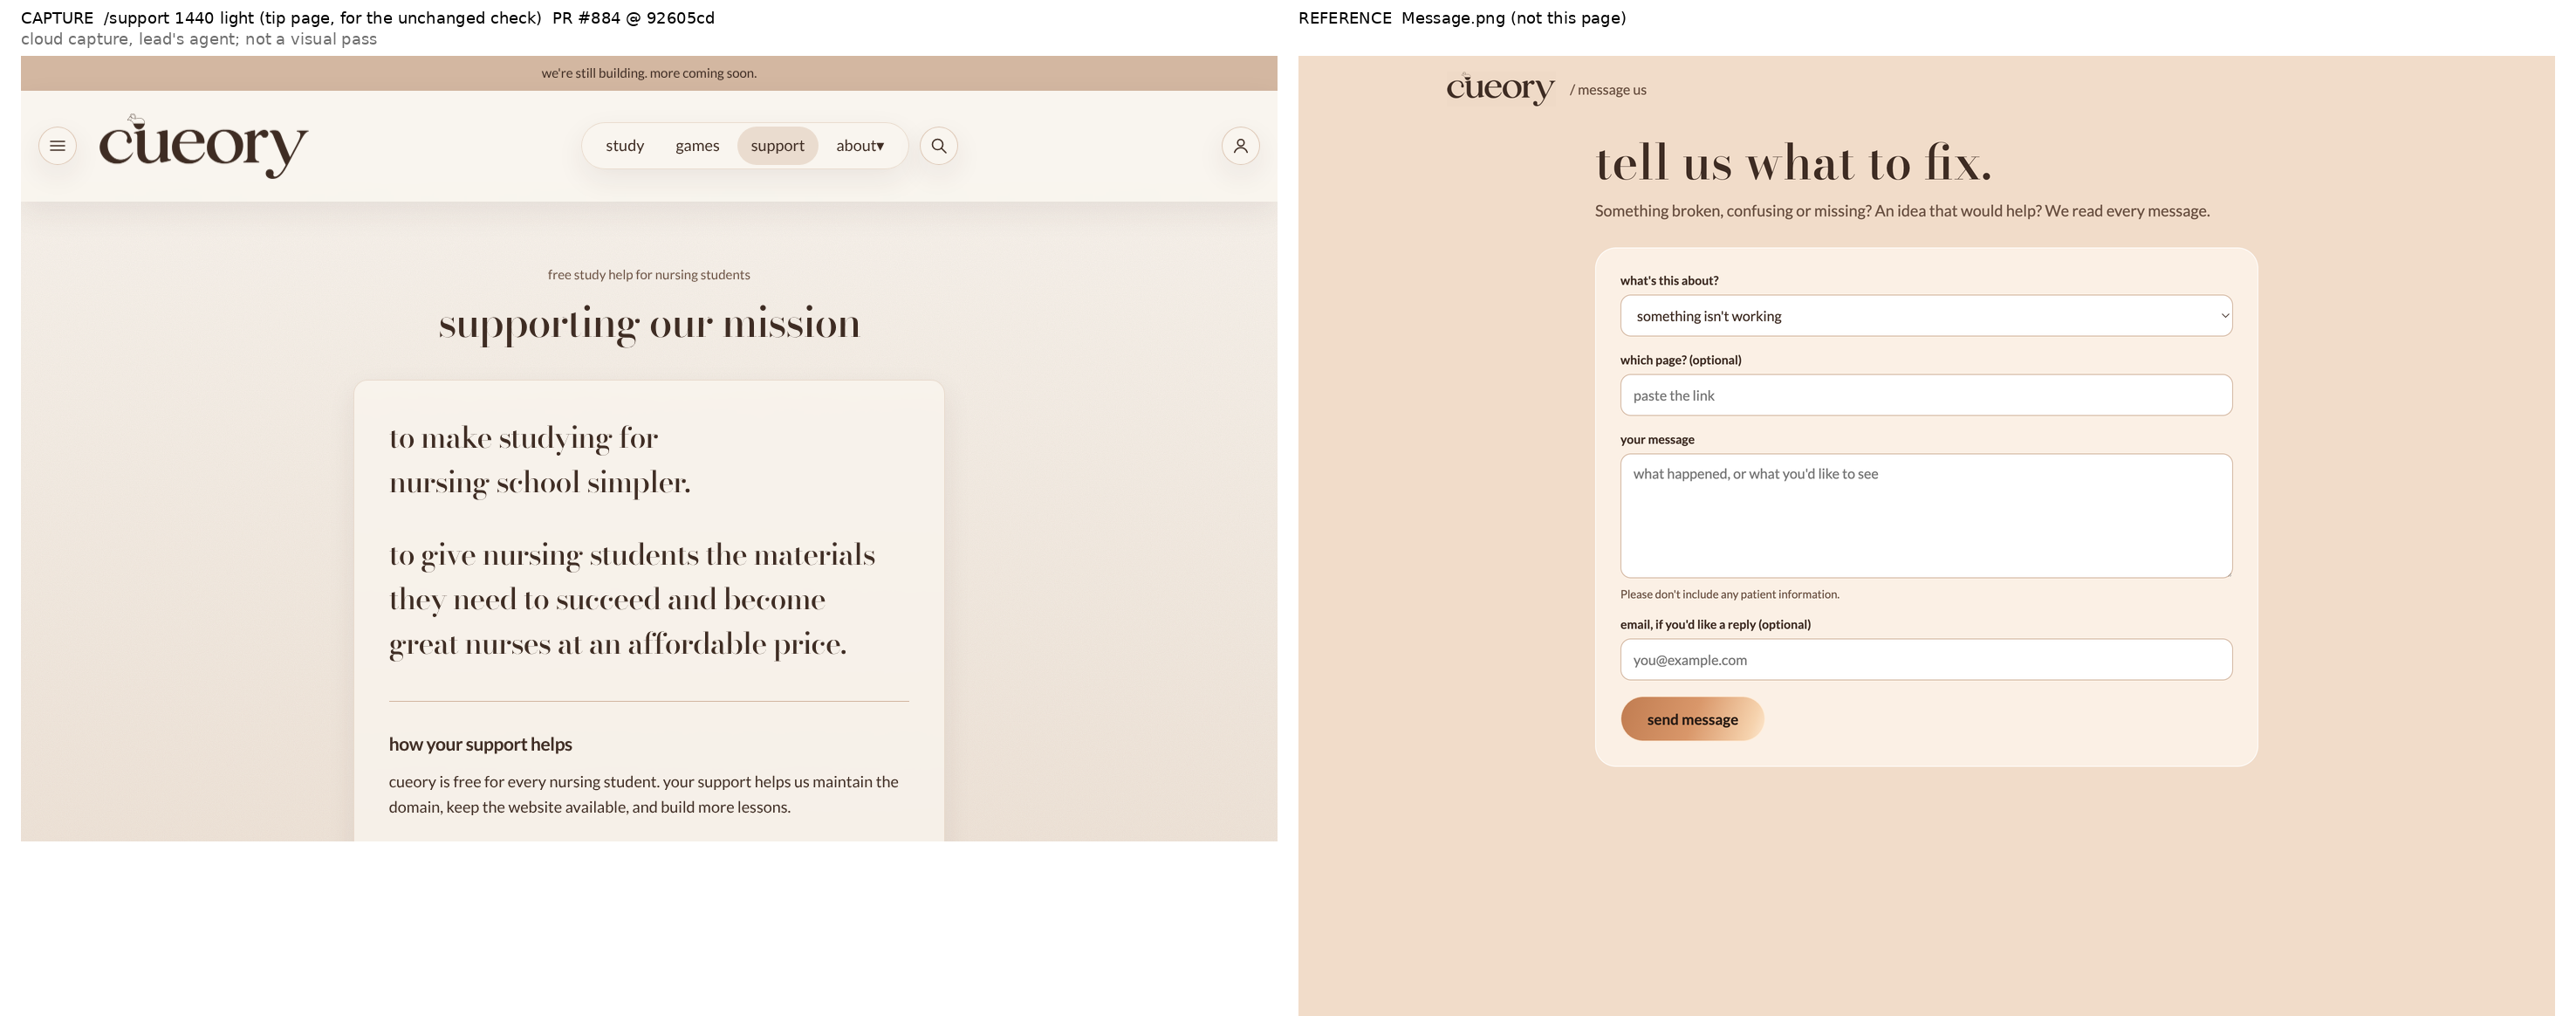 CAPTURE  /support 1440 light (tip page, for the unchanged check)  PR #884 @ 92605cd
cloud capture, lead's agent; not a visual pass
we're still building. more coming soon.
cueory
study
games
support
about▾
free study help for nursing students
supporting our mission
to make studying for
nursing school simpler.
to give nursing students the materials
they need to succeed and become
great nurses at an affordable price.
how your support helps
cueory is free for every nursing student. your support helps us maintain the
domain, keep the website available, and build more lessons.
REFERENCE  Message.png (not this page)
cueory / message us
tell us what to fix.
Something broken, confusing or missing? An idea that would help? We read every message.
what's this about?
something isn't working
which page? (optional)
paste the link
your message
what happened, or what you'd like to see
Please don't include any patient information.
email, if you'd like a reply (optional)
you@example.com
send message